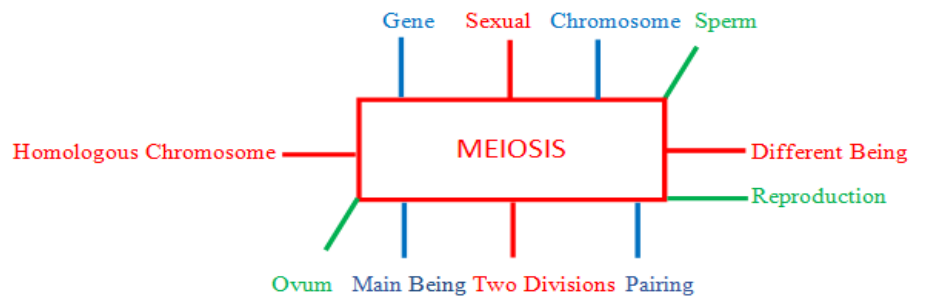 Gene Sexual Chromosome Sperm
Homologous Chromosome MEIOSIS Different Being
Reproduction
Ovum Main Being Two Divisions Pairing